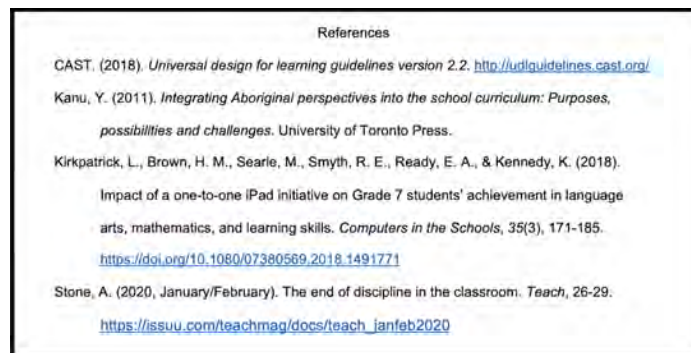 References
CAST. (2018). Universal design for learning guidelines version 2.2. http://udlguidelines.cast.org/
Kanu, Y. (2011). Integrating Aboriginal perspectives into the school curriculum: Purposes,
possibilities and challenges. University of Toronto Press.
Kirkpatrick, L., Brown, H. M., Searle, M., Smyth, R. E., Ready, E. A., & Kennedy, K. (2018).
Impact of a one-to-one iPad initiative on Grade 7 students' achievement in language
arts, mathematics, and learning skills. Computers in the Schools, 35(3), 171-185.
https://doi.org/10.1080/07380569.2018.1491771
Stone, A. (2020, January/February). The end of discipline in the classroom. Teach, 26-29.
https://issuu.com/teachmag/docs/teach_janfeb2020